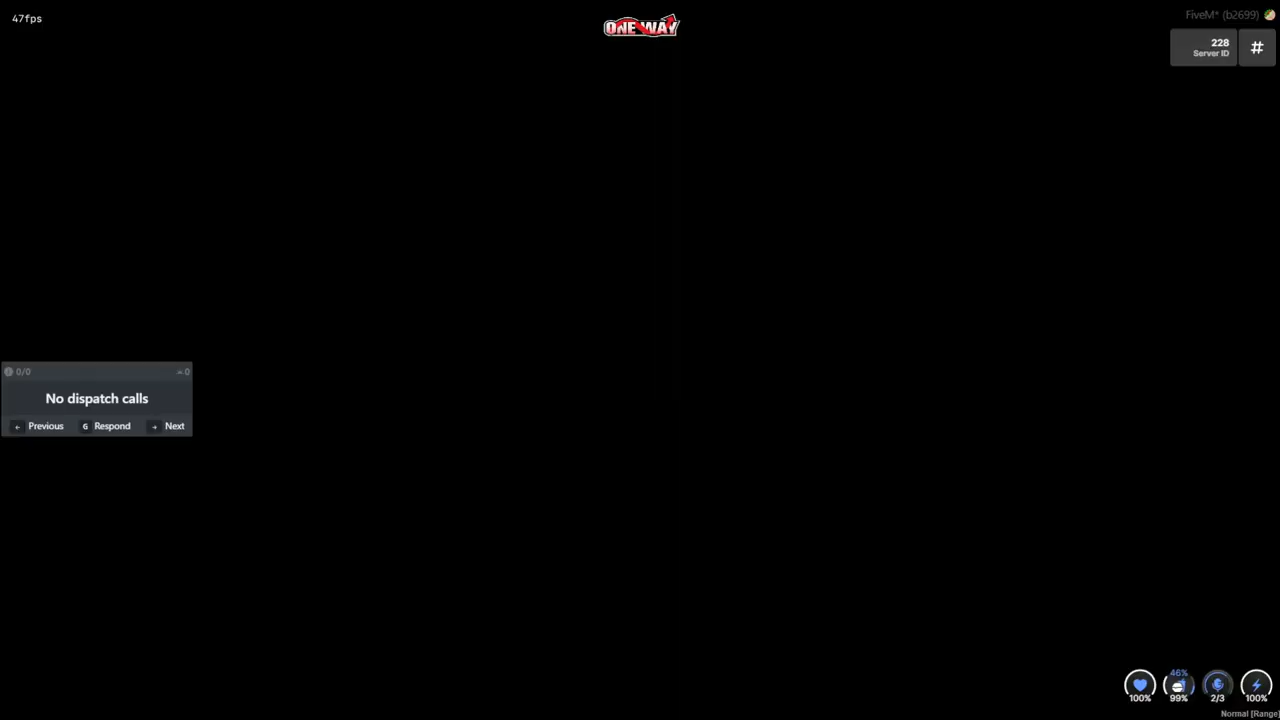 47fps
ONE WAY
FiveM* (b2699)
228
Server ID
#
0/0
0
No dispatch calls
← Previous G Respond → Next
46%
100% 99% 2/3 100%
Normal [Range]